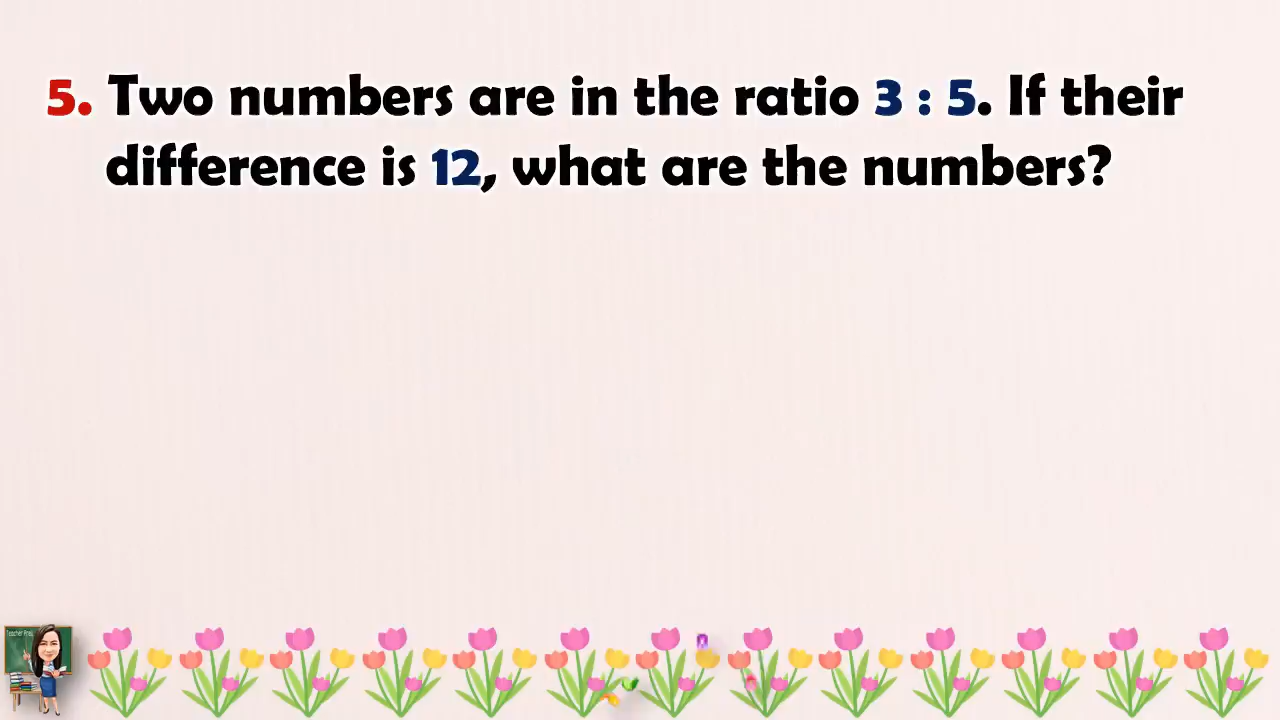 5. Two numbers are in the ratio 3 : 5. If their
difference is 12, what are the numbers?